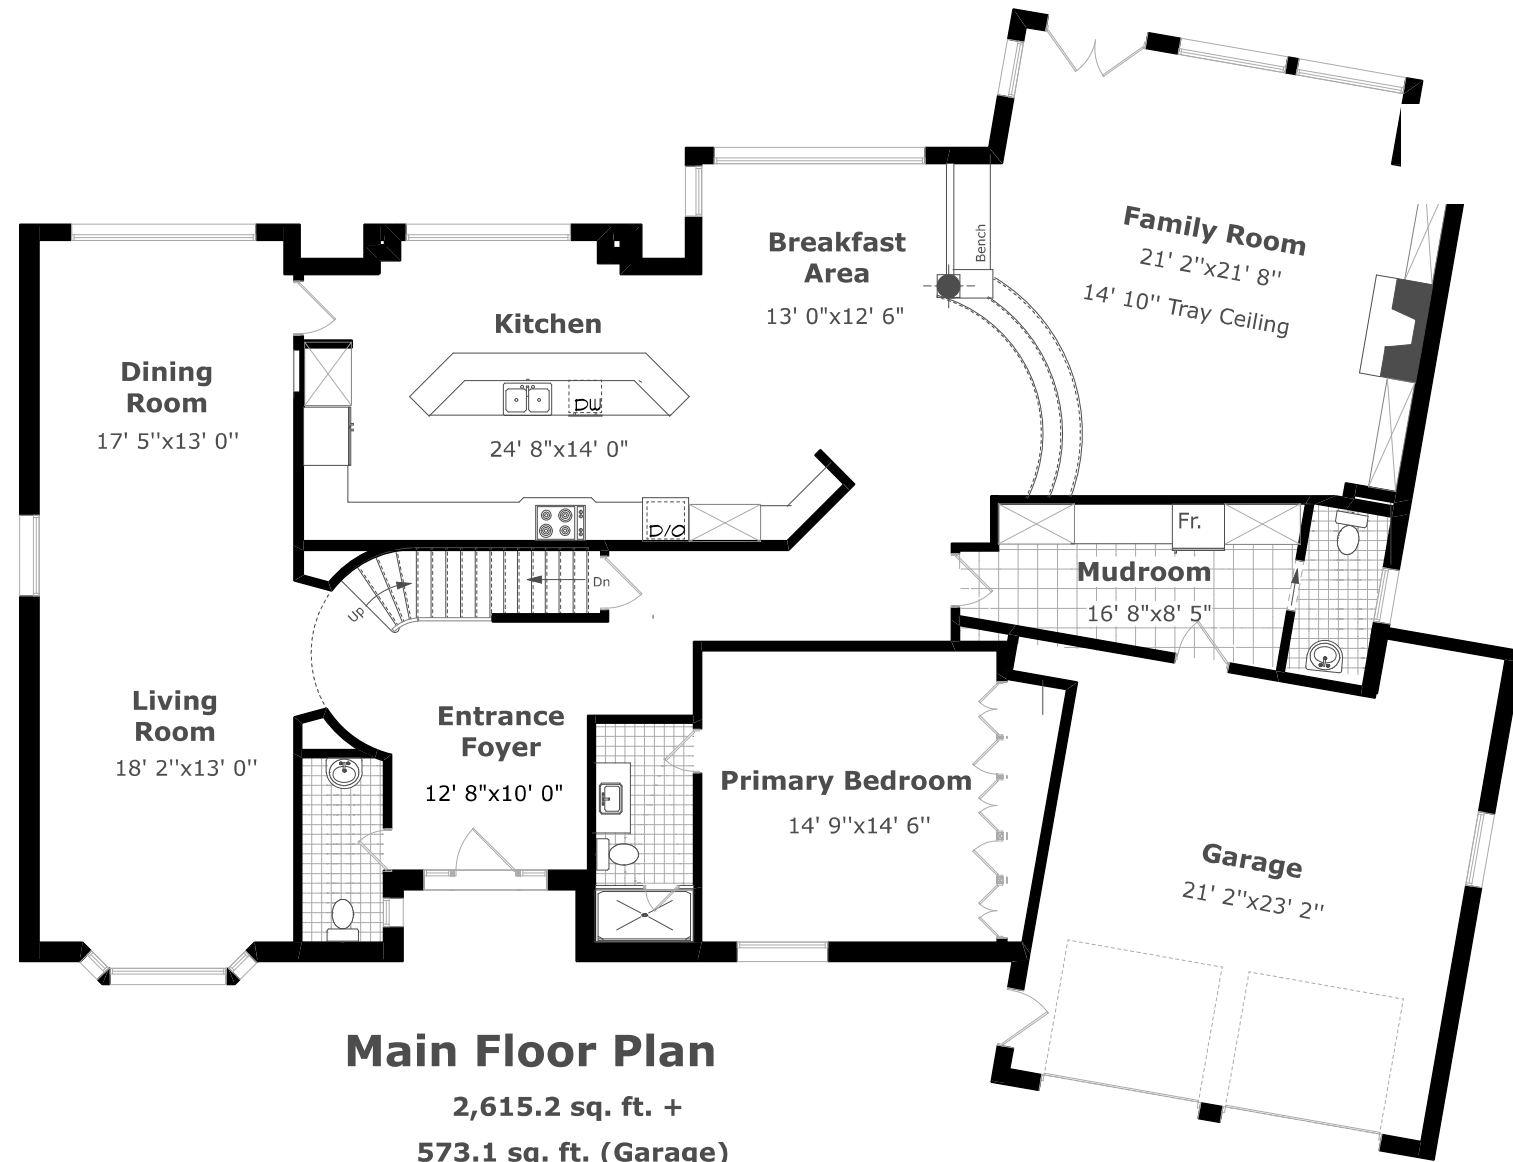 Family Room
21' 2''x21' 8''
14' 10'' Tray Ceiling
Breakfast
Area
13' 0"x12' 6"
Bench
Kitchen
DW
24' 8"x14' 0"
Dining
Room
17' 5''x13' 0''
D/O
Fr.
Mudroom
16' 8"x8' 5"
Up
Dn
Living
Room
18' 2''x13' 0''
Entrance
Foyer
12' 8"x10' 0"
Primary Bedroom
14' 9''x14' 6''
Garage
21' 2''x23' 2''
Main Floor Plan
2,615.2 sq. ft. +
573.1 sq. ft. (Garage)